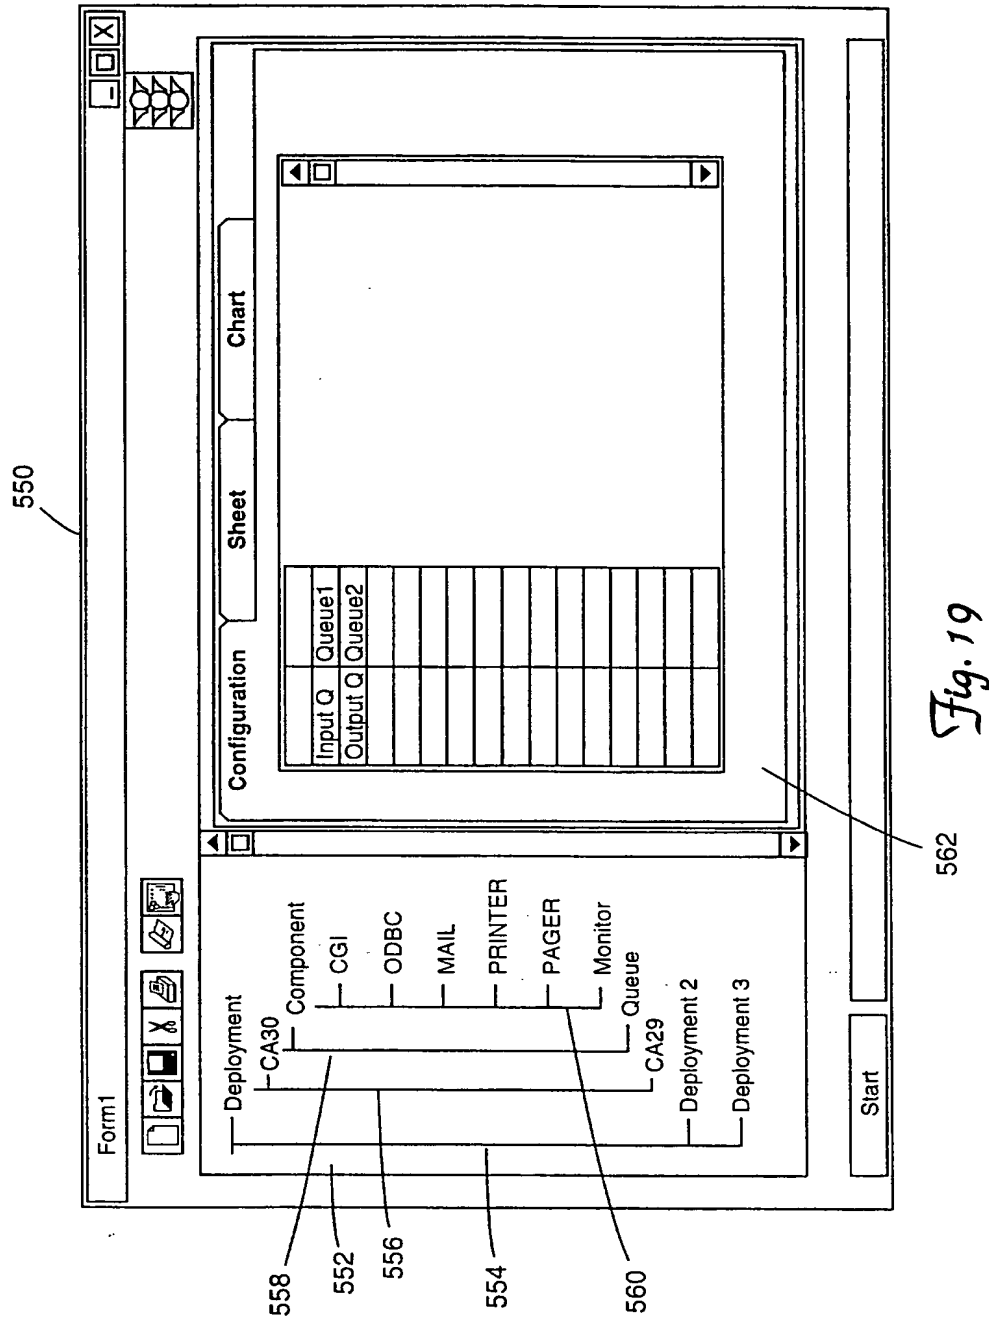 550
Form1
X
Deployment
CA30
Component
CGI
ODBC
MAIL
PRINTER
PAGER
Monitor
Queue
CA29
Deployment 2
Deployment 3
Configuration
Sheet
Chart
Input Q Queue1
Output Q Queue2
Start
558
552
556
554
560
562
Fig. 19